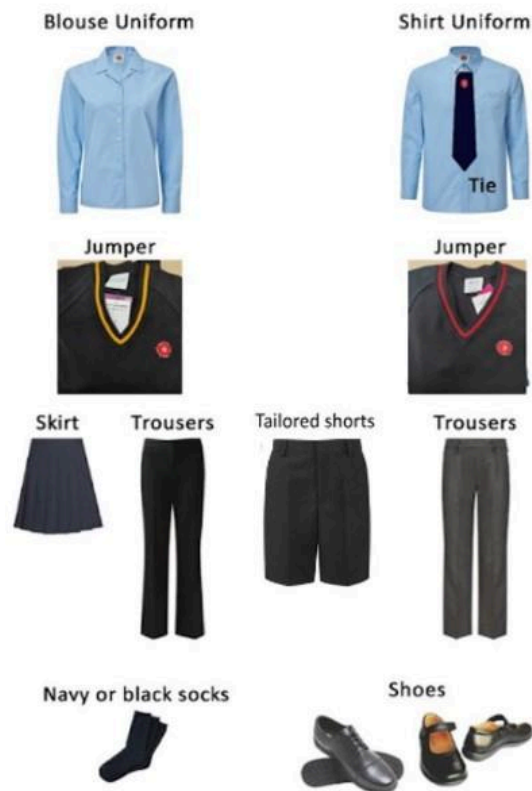 Blouse Uniform
Shirt Uniform
Tie
Jumper
Jumper
Skirt
Trousers
Tailored shorts
Trousers
Navy or black socks
Shoes